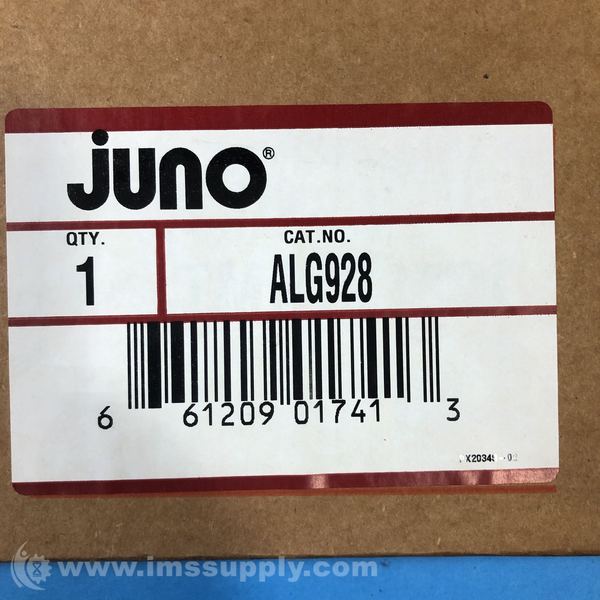 juno®
QTY.
1
CAT.NO.
ALG928
6 61209 01741 3
www.imssupply.com